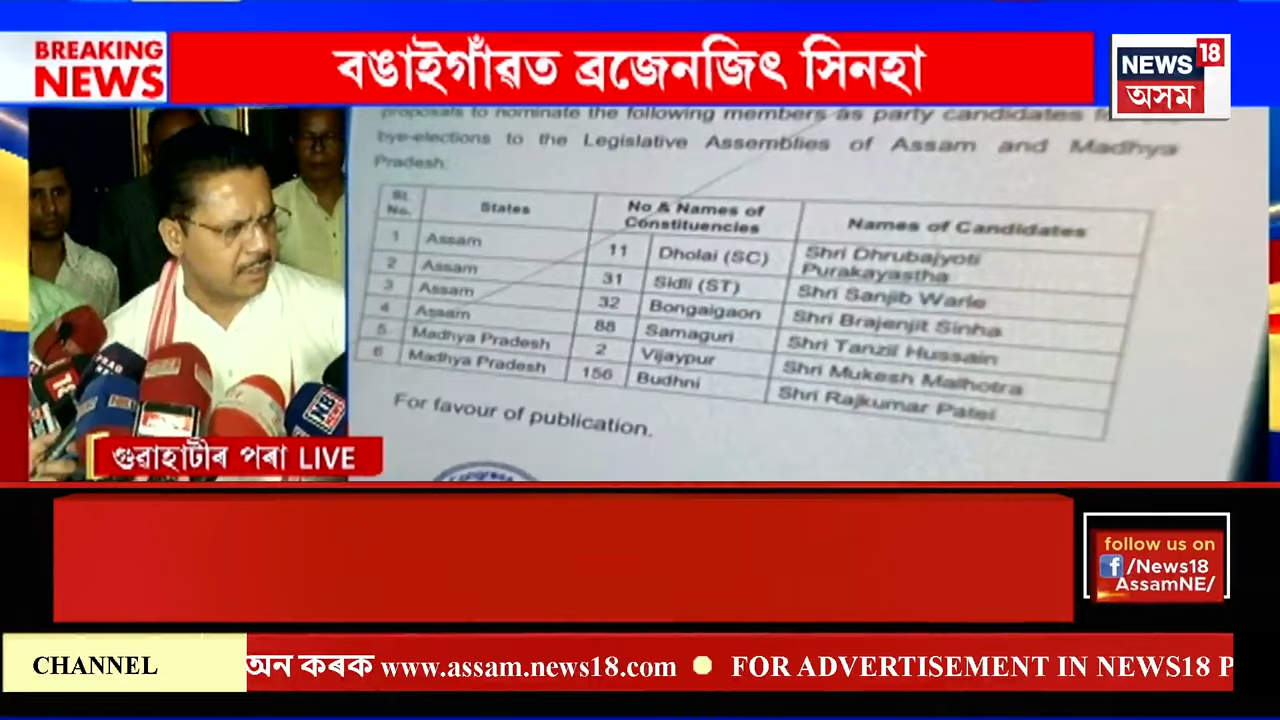 BREAKING
NEWS
বঙাইগাঁৱত ব্ৰজেনজিৎ সিনহা
NEWS 18
অসম
proposals to nominate the following members as party candidates
bye-elections to the Legislative Assemblies of Assam and Madhya
Pradesh:
Sl. No. States No & Names of Constituencies Names of Candidates
1 Assam 11 Dholai (SC) Shri Dhrubajyoti Purakayastha
2 Assam 31 Sidli (ST) Shri Sanjib Warle
3 Assam 32 Bongaigaon Shri Brajenjit Sinha
4 Assam 88 Samaguri Shri Tanzil Hussain
5 Madhya Pradesh 2 Vijaypur Shri Mukesh Malhotra
6 Madhya Pradesh 156 Budhni Shri Rajkumar Patel
For favour of publication.
গুৱাহাটীৰ পৰা LIVE
follow us on
f/News18
AssamNE/
CHANNEL
অন কৰক www.assam.news18.com FOR ADVERTISEMENT IN NEWS18 P